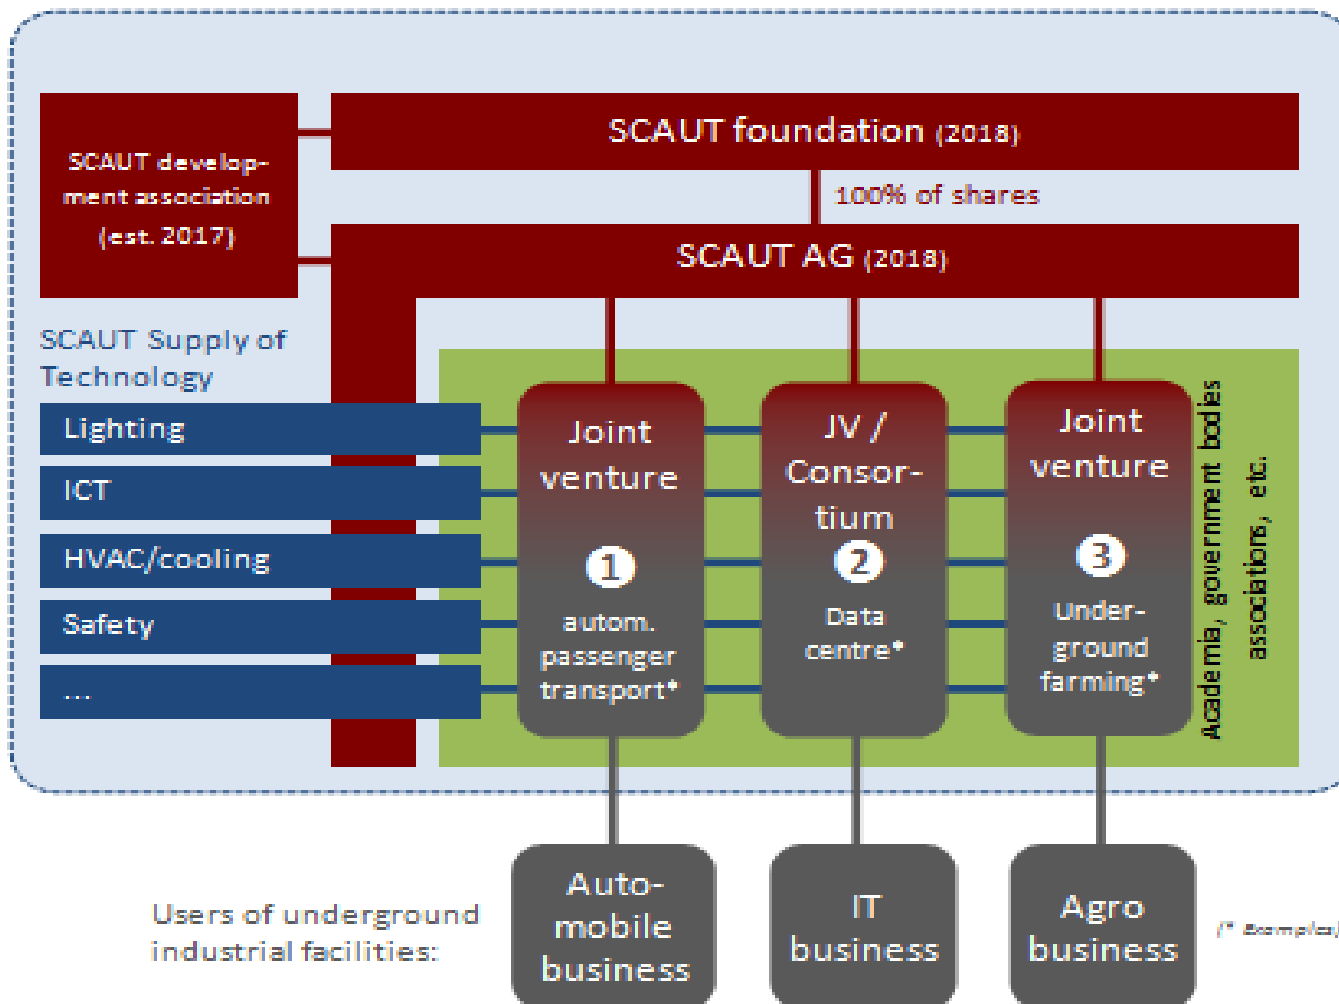 SCAUT foundation (2018)
SCAUT develop-
ment association
(est. 2017)
100% of shares
SCAUT AG (2018)
SCAUT Supply of
Technology
Lighting
ICT
HVAC/cooling
Safety
...
Joint
venture
1
autom.
passenger
transport*
JV /
Consor-
tium
2
Data
centre*
Joint
venture
3
Under-
ground
farming*
Academia, government bodies
associations, etc.
Users of underground
industrial facilities:
Auto-
mobile
business
IT
business
Agro
business
(* Examples)